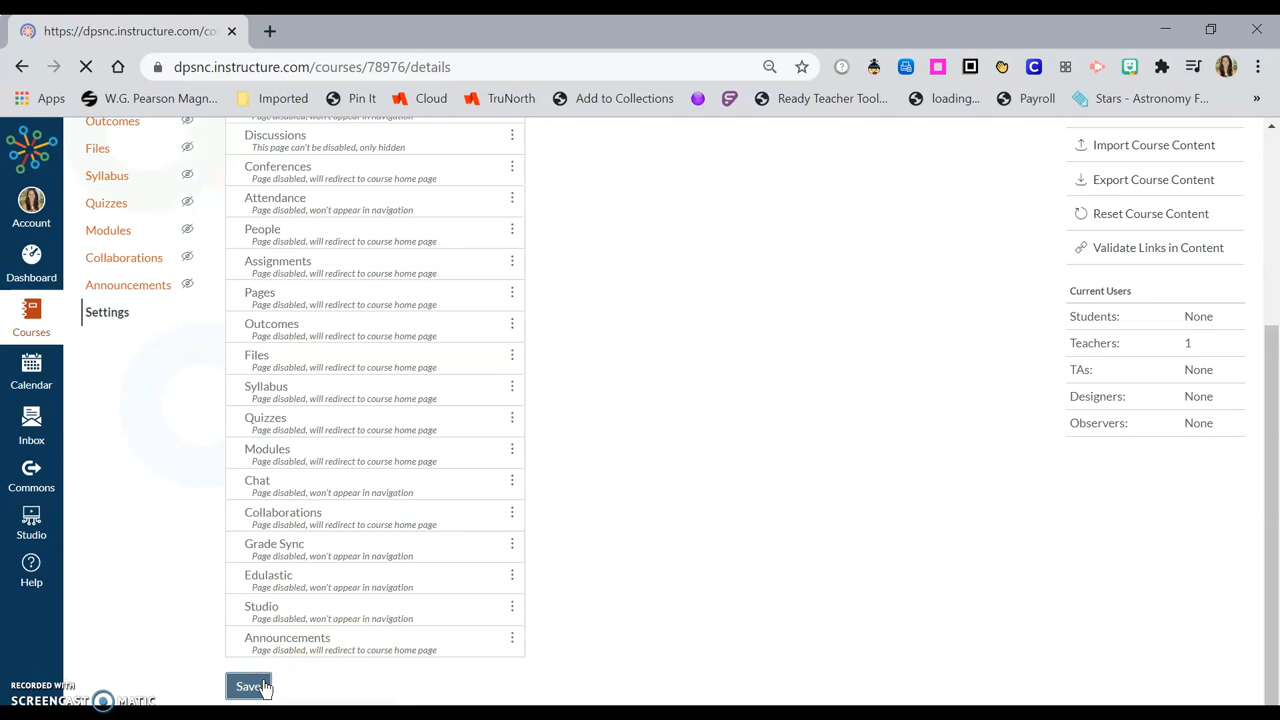 https://dpsnc.instructure.com/co
dpsnc.instructure.com/courses/78976/details
Apps
W.G. Pearson Magn...
Imported
Pin It
Cloud
TruNorth
Add to Collections
Ready Teacher Tool...
loading...
Payroll
Stars - Astronomy F...
»
Account
Dashboard
Courses
Calendar
Inbox
Commons
Studio
Help
Outcomes
Files
Syllabus
Quizzes
Modules
Collaborations
Announcements
Settings
Page disabled, won't appear in navigation
Discussions
This page can't be disabled, only hidden
Conferences
Page disabled, will redirect to course home page
Attendance
Page disabled, won't appear in navigation
People
Page disabled, will redirect to course home page
Assignments
Page disabled, will redirect to course home page
Pages
Page disabled, will redirect to course home page
Outcomes
Page disabled, will redirect to course home page
Files
Page disabled, will redirect to course home page
Syllabus
Page disabled, will redirect to course home page
Quizzes
Page disabled, will redirect to course home page
Modules
Page disabled, will redirect to course home page
Chat
Page disabled, won't appear in navigation
Collaborations
Page disabled, will redirect to course home page
Grade Sync
Page disabled, won't appear in navigation
Edulastic
Page disabled, won't appear in navigation
Studio
Page disabled, won't appear in navigation
Announcements
Page disabled, will redirect to course home page
Save
Import Course Content
Export Course Content
Reset Course Content
Validate Links in Content
Current Users
Students: None
Teachers: 1
TAs: None
Designers: None
Observers: None
RECORDED WITH
SCREENCAST MATIC